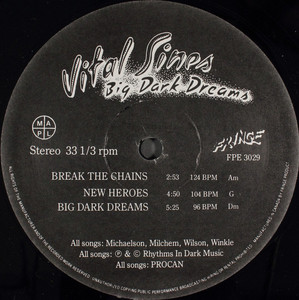 Vital Sines
Big Dark Dreams
M A P L
Stereo 33 1/3 rpm
FRINGE
FPE 3029
BREAK THE CHAINS 2:53 124 BPM Am
NEW HEROES 4:50 104 BPM G
BIG DARK DREAMS 5:25 96 BPM Dm
All songs: Michaelson, Milchem, Wilson, Winkle
All songs: ℗ & © Rhythms In Dark Music
All songs: PROCAN